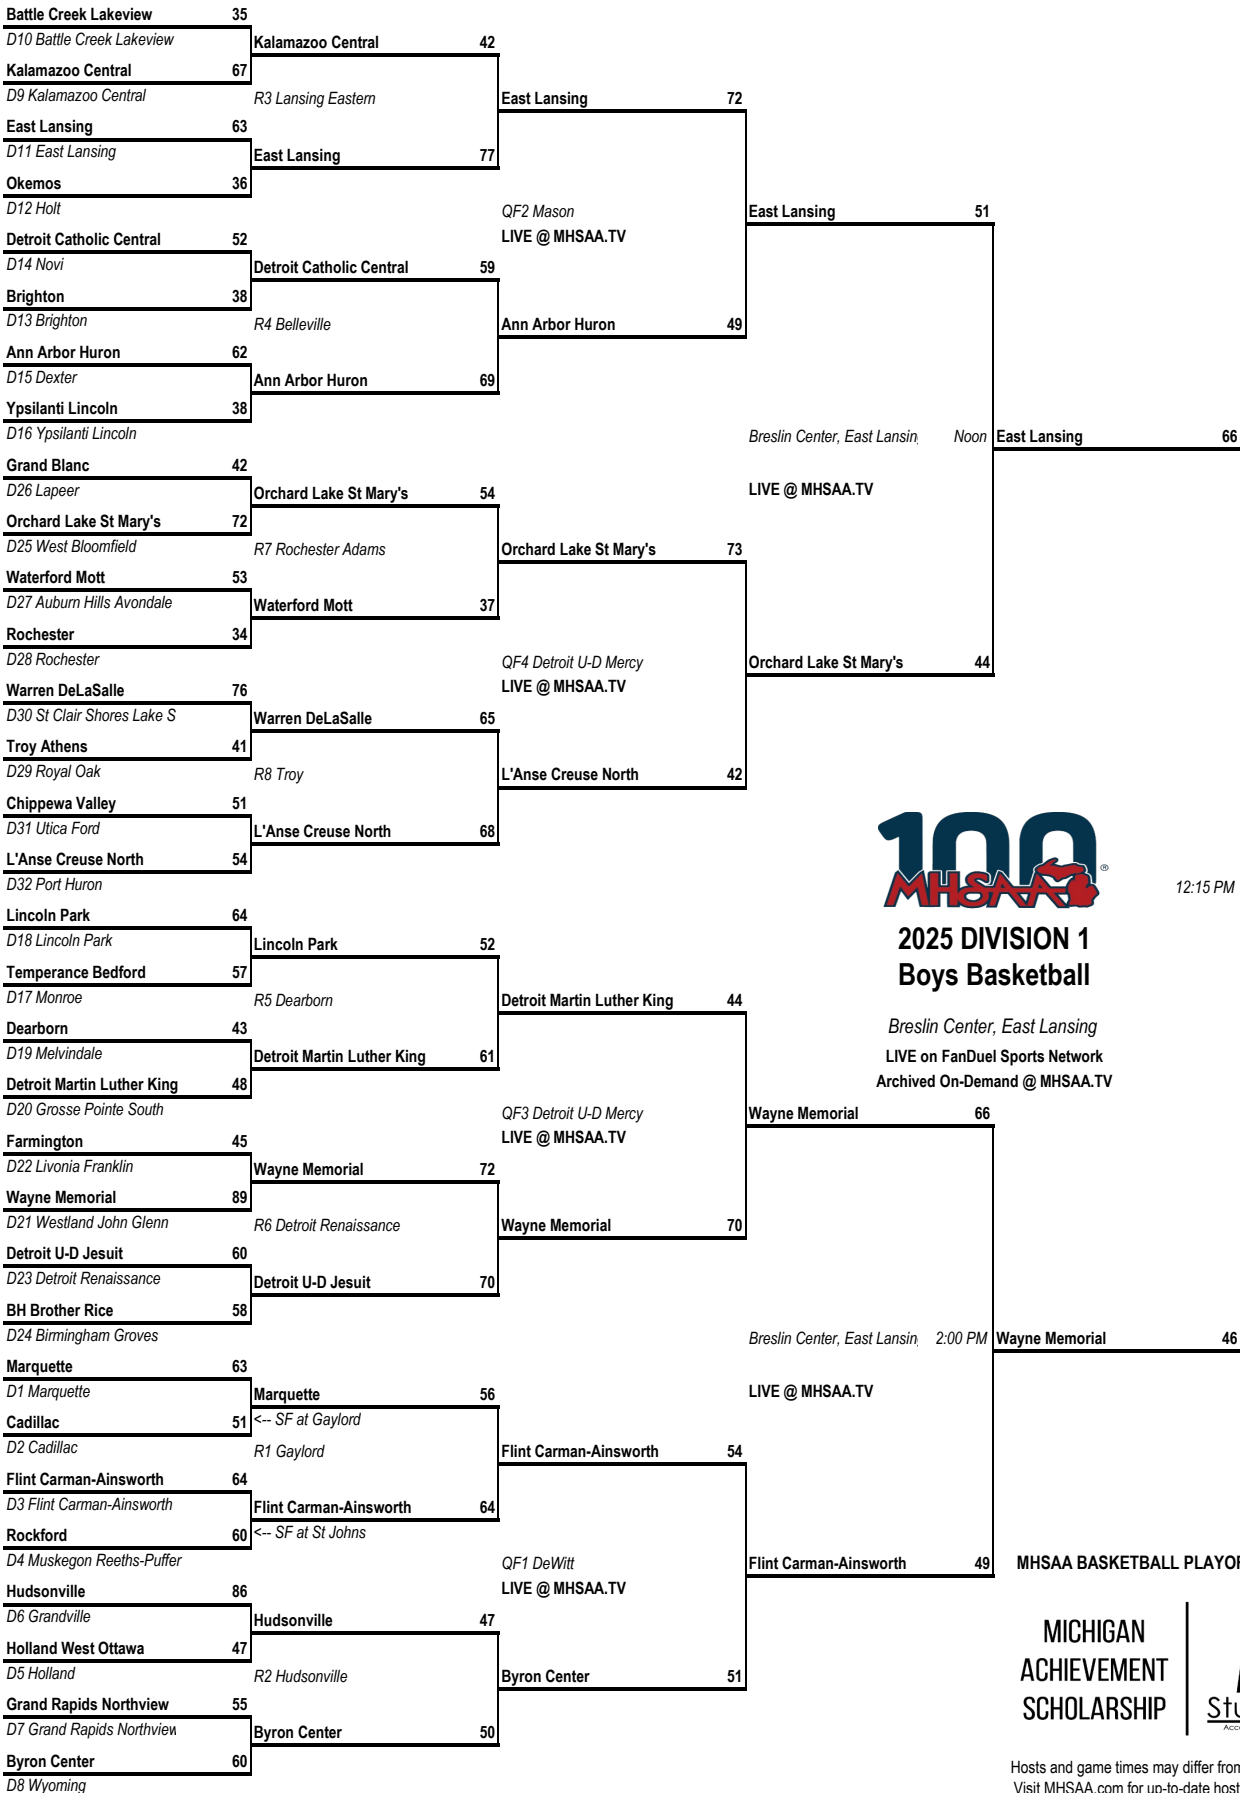 Battle Creek Lakeview 35
D10 Battle Creek Lakeview
Kalamazoo Central 42
Kalamazoo Central 67
D9 Kalamazoo Central
R3 Lansing Eastern
East Lansing 72
East Lansing 63
D11 East Lansing
East Lansing 77
Okemos 36
D12 Holt
QF2 Mason
East Lansing 51
LIVE @ MHSAA.TV
Detroit Catholic Central 52
D14 Novi
Detroit Catholic Central 59
Brighton 38
D13 Brighton
R4 Belleville
Ann Arbor Huron 49
Ann Arbor Huron 62
D15 Dexter
Ann Arbor Huron 69
Ypsilanti Lincoln 38
D16 Ypsilanti Lincoln
Breslin Center, East Lansin Noon
East Lansing 66
Grand Blanc 42
D26 Lapeer
Orchard Lake St Mary's 54
LIVE @ MHSAA.TV
Orchard Lake St Mary's 72
D25 West Bloomfield
R7 Rochester Adams
Orchard Lake St Mary's 73
Waterford Mott 53
D27 Auburn Hills Avondale
Waterford Mott 37
Rochester 34
D28 Rochester
QF4 Detroit U-D Mercy
Orchard Lake St Mary's 44
LIVE @ MHSAA.TV
Warren DeLaSalle 76
D30 St Clair Shores Lake S
Warren DeLaSalle 65
Troy Athens 41
D29 Royal Oak
R8 Troy
L'Anse Creuse North 42
Chippewa Valley 51
D31 Utica Ford
L'Anse Creuse North 68
L'Anse Creuse North 54
D32 Port Huron
100
MHSAA ®
12:15 PM
2025 DIVISION 1
Boys Basketball
Breslin Center, East Lansing
LIVE on FanDuel Sports Network
Archived On-Demand @ MHSAA.TV
Lincoln Park 64
D18 Lincoln Park
Lincoln Park 52
Temperance Bedford 57
D17 Monroe
R5 Dearborn
Detroit Martin Luther King 44
Dearborn 43
D19 Melvindale
Detroit Martin Luther King 61
Detroit Martin Luther King 48
D20 Grosse Pointe South
QF3 Detroit U-D Mercy
Wayne Memorial 66
LIVE @ MHSAA.TV
Farmington 45
D22 Livonia Franklin
Wayne Memorial 72
Wayne Memorial 89
D21 Westland John Glenn
R6 Detroit Renaissance
Wayne Memorial 70
Detroit U-D Jesuit 60
D23 Detroit Renaissance
Detroit U-D Jesuit 70
BH Brother Rice 58
D24 Birmingham Groves
Breslin Center, East Lansin 2:00 PM
Wayne Memorial 46
Marquette 63
D1 Marquette
Marquette 56
LIVE @ MHSAA.TV
Cadillac 51
<-- SF at Gaylord
D2 Cadillac
R1 Gaylord
Flint Carman-Ainsworth 54
Flint Carman-Ainsworth 64
D3 Flint Carman-Ainsworth
Flint Carman-Ainsworth 64
Rockford 60
<-- SF at St Johns
D4 Muskegon Reeths-Puffer
QF1 DeWitt
Flint Carman-Ainsworth 49
LIVE @ MHSAA.TV
Hudsonville 86
D6 Grandville
Hudsonville 47
Holland West Ottawa 47
D5 Holland
R2 Hudsonville
Byron Center 51
Grand Rapids Northview 55
D7 Grand Rapids Northview
Byron Center 50
Byron Center 60
D8 Wyoming
MHSAA BASKETBALL
MICHIGAN
ACHIEVEMENT
SCHOLARSHIP
Hosts and game times may differ from
Visit MHSAA.com for up-to-date host